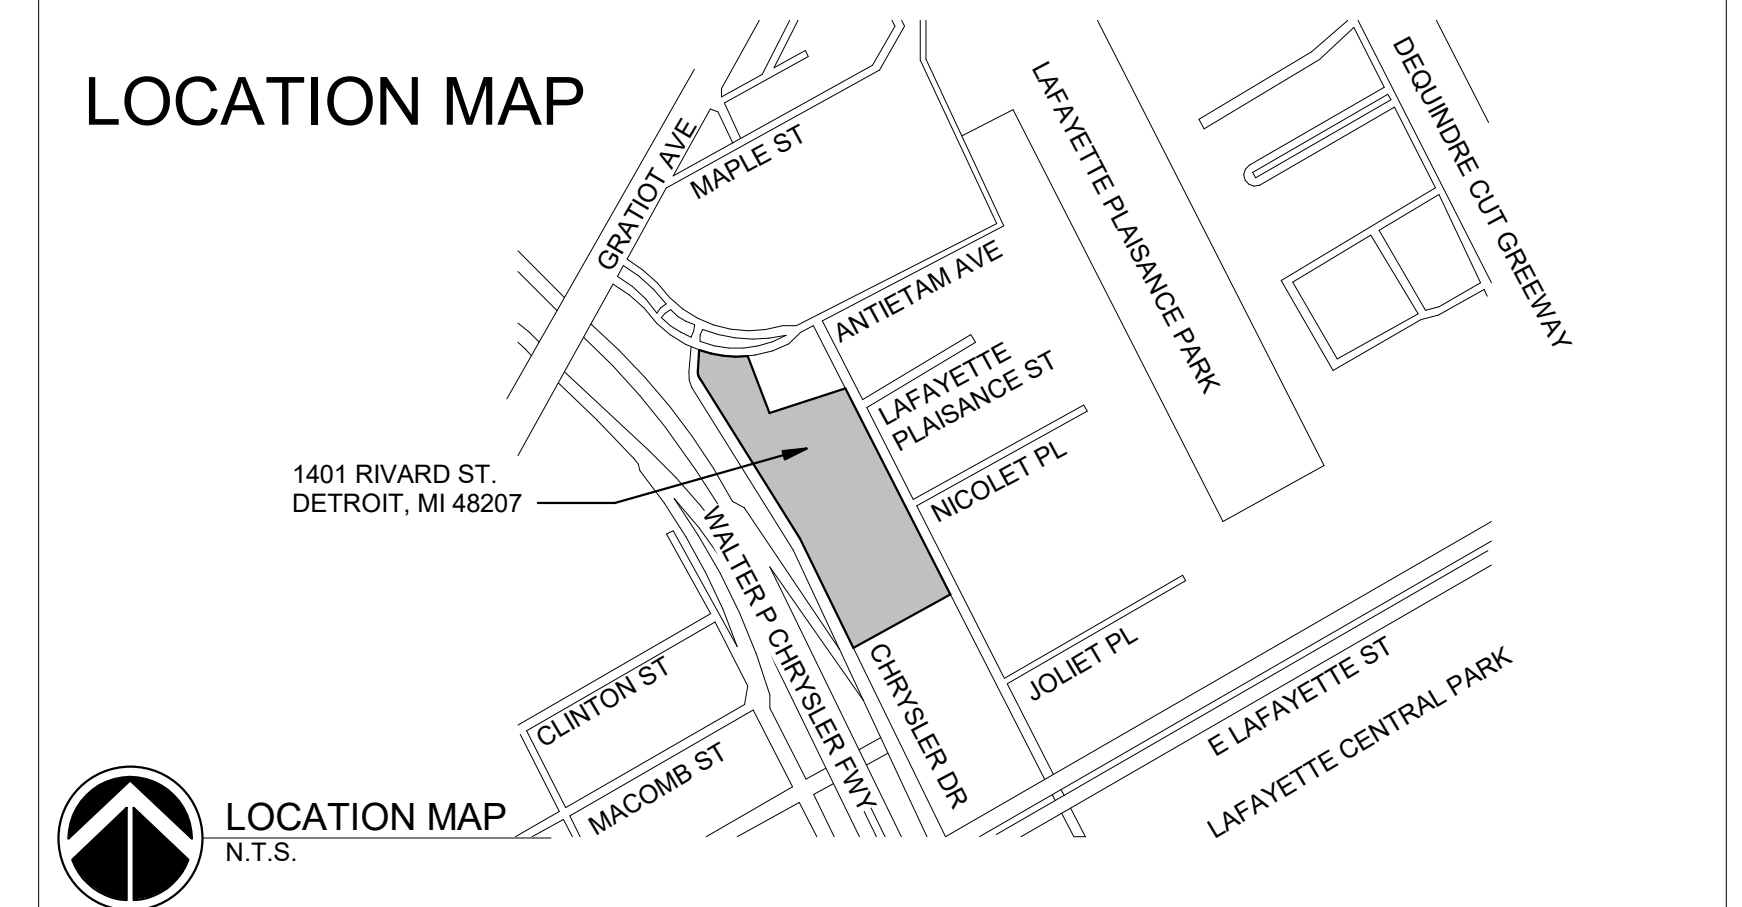 LOCATION MAP
GRATIOT AVE
MAPLE ST
LAFAYETTE PLAISANCE PARK
DEQUINDRE CUT GREEWAY
ANTIETAM AVE
LAFAYETTE
PLAISANCE ST
NICOLET PL
1401 RIVARD ST.
DETROIT, MI 48207
WALTER P CHRYSLER FWY
CHRYSLER DR
JOLIET PL
E LAFAYETTE ST
LAFAYETTE CENTRAL PARK
CLINTON ST
MACOMB ST
LOCATION MAP
N.T.S.